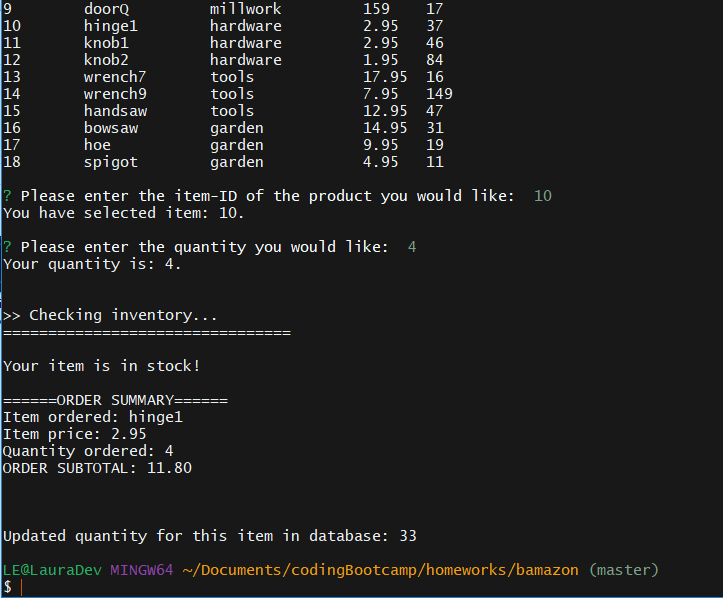 9 doorQ millwork 159 17
10 hinge1 hardware 2.95 37
11 knob1 hardware 2.95 46
12 knob2 hardware 1.95 84
13 wrench7 tools 17.95 16
14 wrench9 tools 7.95 149
15 handsaw tools 12.95 47
16 bowsaw garden 14.95 31
17 hoe garden 9.95 19
18 spigot garden 4.95 11
? Please enter the item-ID of the product you would like: 10
You have selected item: 10.
? Please enter the quantity you would like: 4
Your quantity is: 4.
>> Checking inventory...
================================
Your item is in stock!
======ORDER SUMMARY======
Item ordered: hinge1
Item price: 2.95
Quantity ordered: 4
ORDER SUBTOTAL: 11.80
Updated quantity for this item in database: 33
LE@LauraDev MINGW64 ~/Documents/codingBootcamp/homeworks/bamazon (master)
$